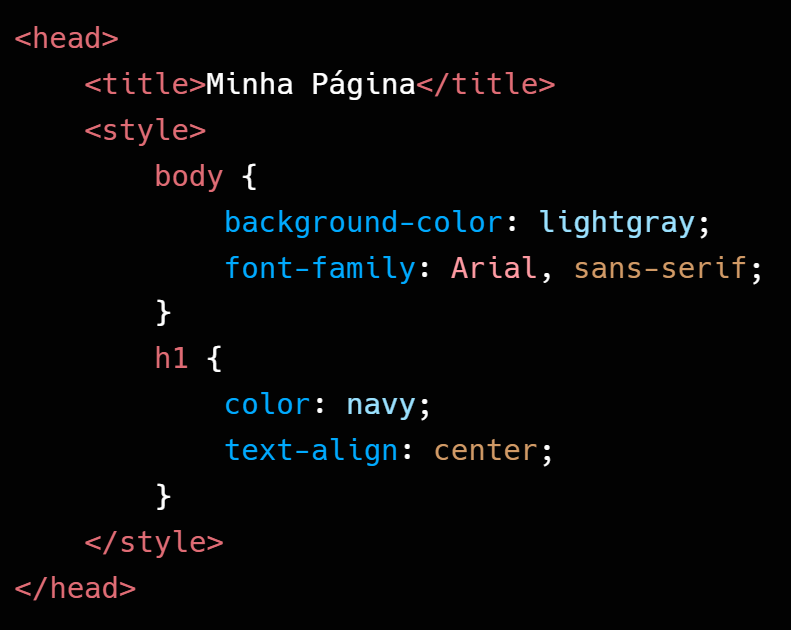 <head>
    <title>Minha Página</title>
    <style>
        body {
            background-color: lightgray;
            font-family: Arial, sans-serif;
        }
        h1 {
            color: navy;
            text-align: center;
        }
    </style>
</head>